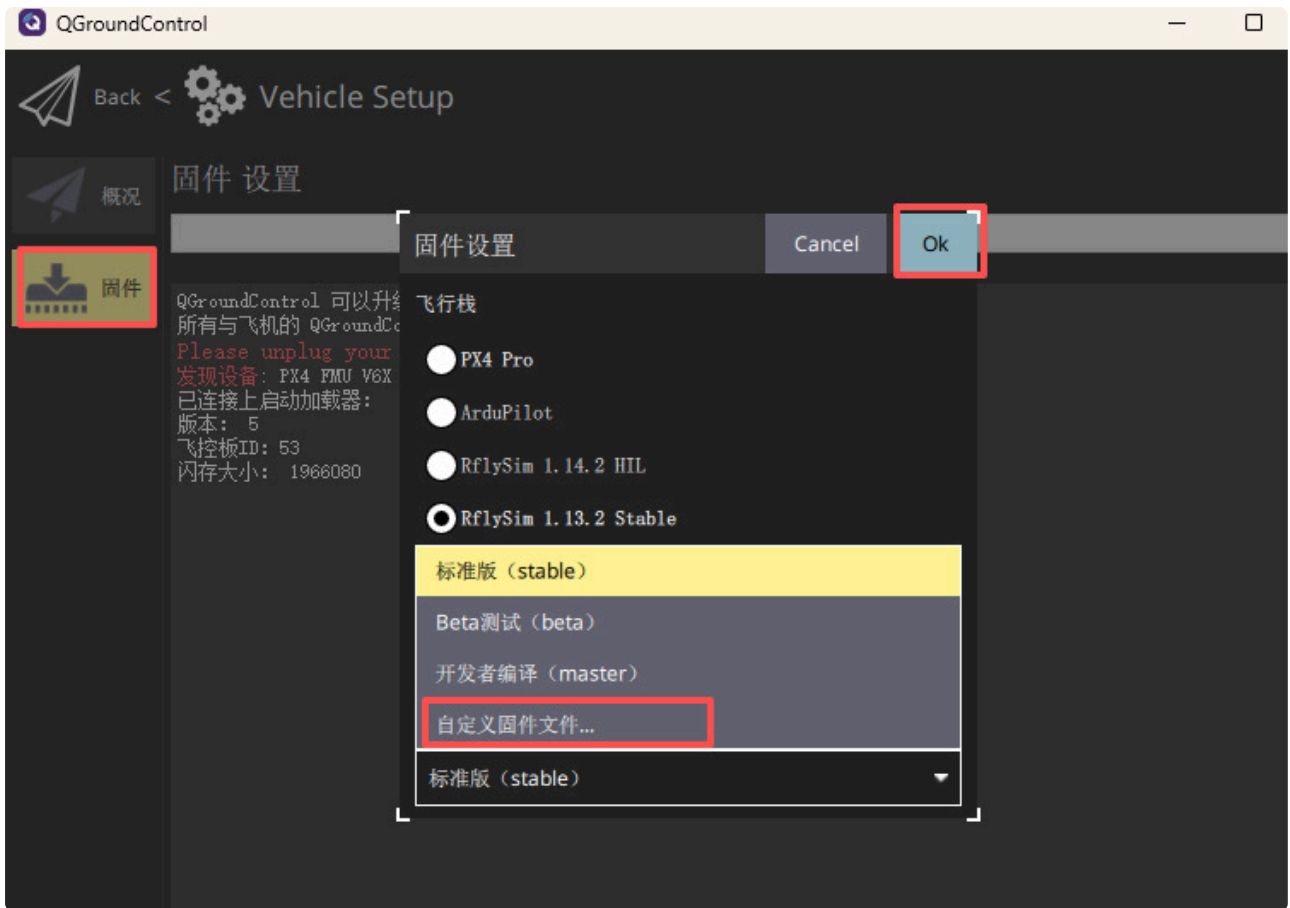 QGroundControl
Back < Vehicle Setup
概况
固件 设置
固件
固件设置
Cancel
Ok
QGroundControl 可以升级
所有与飞机的 QGroundCo
Please unplug your
发现设备: PX4 FMU V6X
已连接上启动加载器:
版本: 5
飞控板ID: 53
闪存大小: 1966080
飞行栈
PX4 Pro
ArduPilot
RflySim 1.14.2 HIL
RflySim 1.13.2 Stable
标准版（stable）
Beta测试（beta）
开发者编译（master）
自定义固件文件...
标准版（stable）